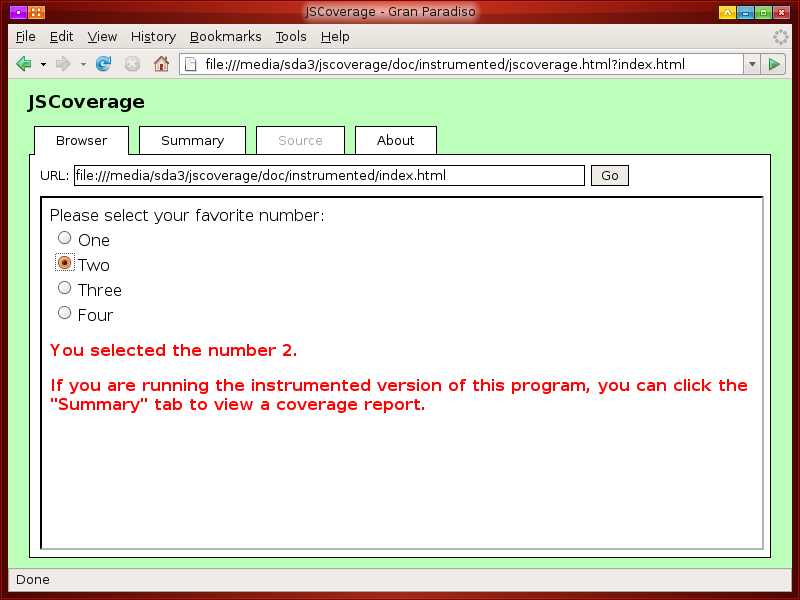 JSCoverage - Gran Paradiso
File Edit View History Bookmarks Tools Help
file:///media/sda3/jscoverage/doc/instrumented/jscoverage.html?index.html
JSCoverage
Browser Summary Source About
URL: file:///media/sda3/jscoverage/doc/instrumented/index.html Go
Please select your favorite number:
One
Two
Three
Four
You selected the number 2.
If you are running the instrumented version of this program, you can click the
"Summary" tab to view a coverage report.
Done